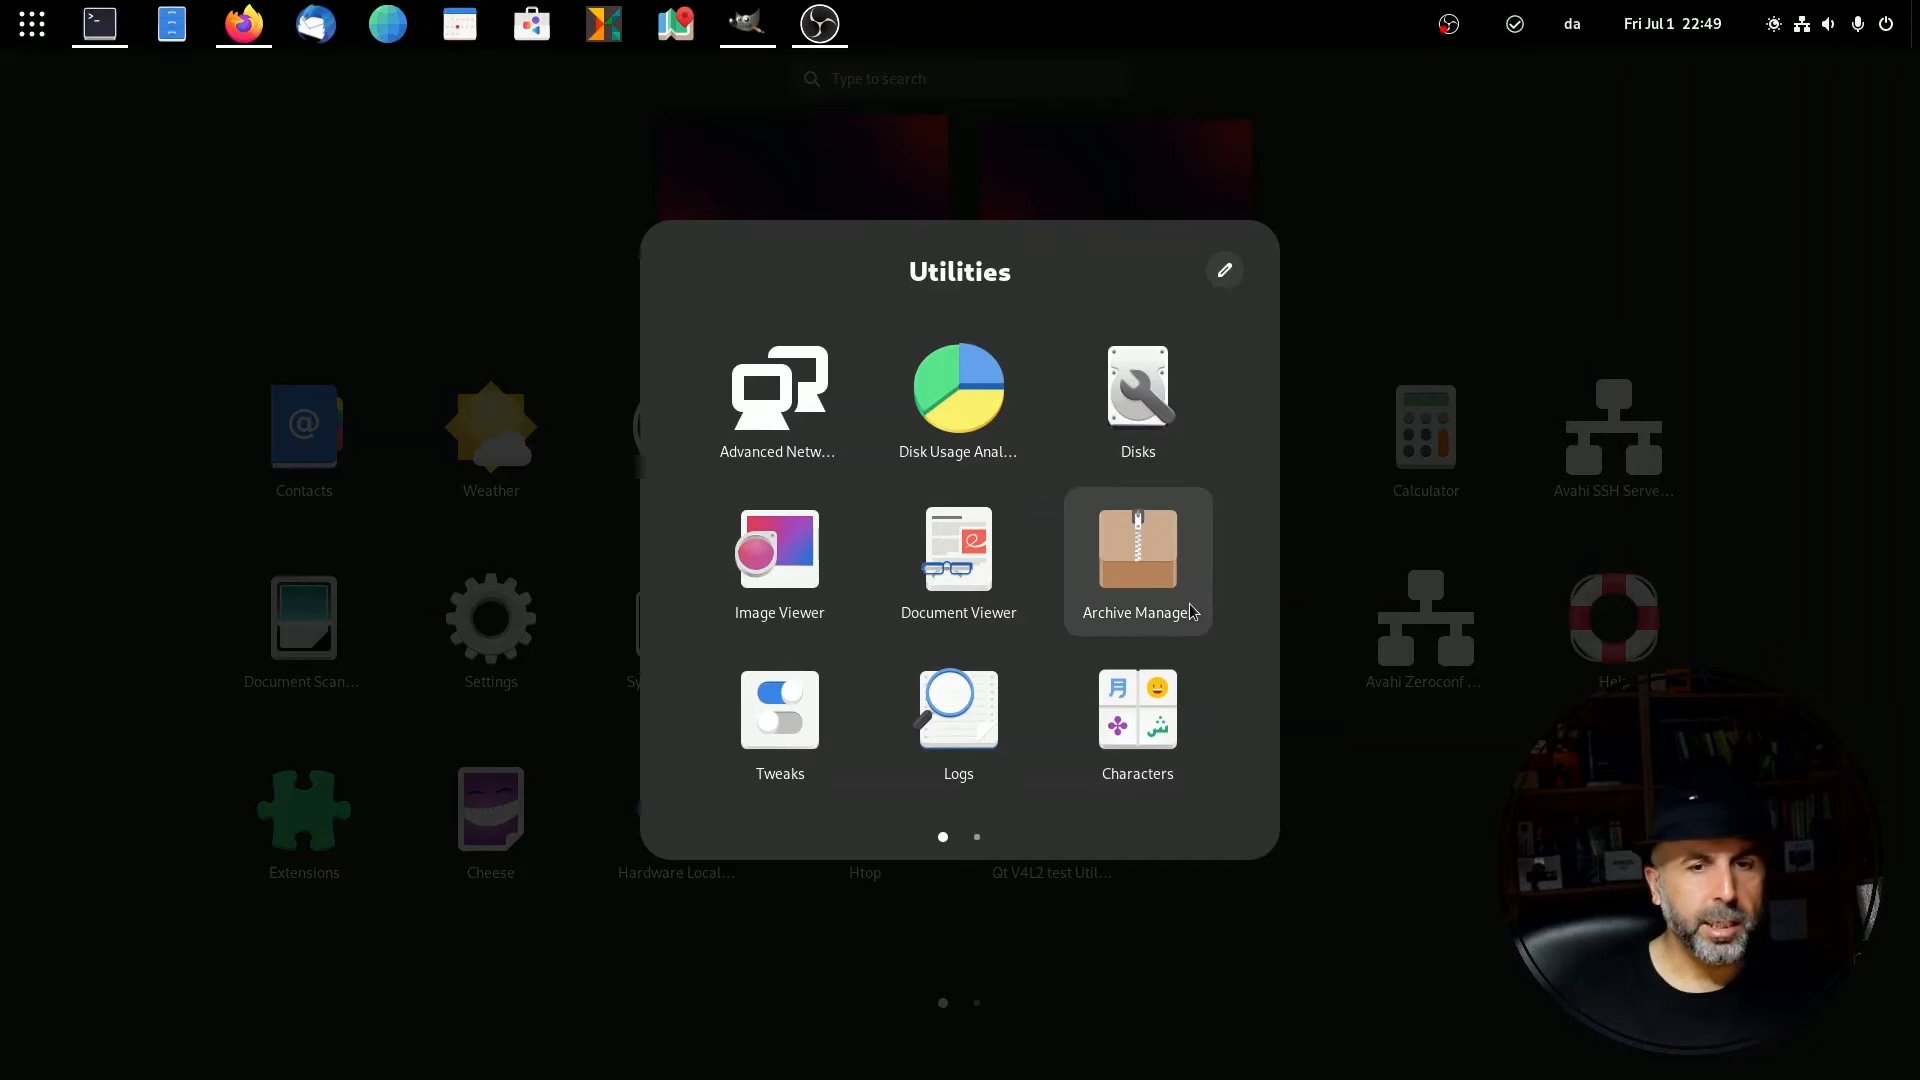 da
Fri Jul 1 22:49
Type to search
Utilities
Advanced Netw...
Disk Usage Anal...
Disks
Contacts
Weather
Calculator
Avahi SSH Serve...
Image Viewer
Document Viewer
Archive Manage
Document Scan...
Settings
Sy
Avahi Zeroconf ...
Help
Tweaks
Logs
Characters
Extensions
Cheese
Hardware Local...
Htop
Qt V4L2 test Util...